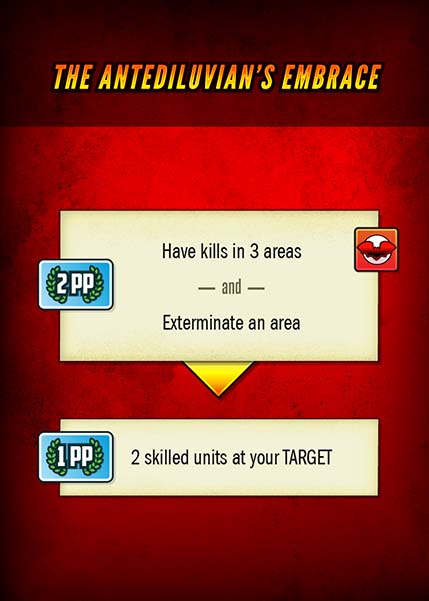 THE ANTEDILUVIAN'S EMBRACE
Have kills in 3 areas
2 PP
— and —
Exterminate an area
1 PP
2 skilled units at your TARGET